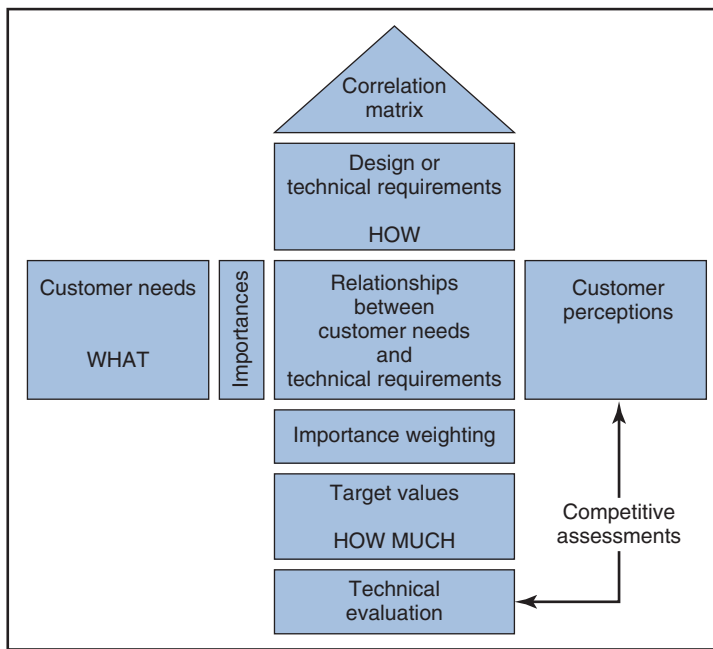 Correlation
matrix
Design or
technical requirements
HOW
Customer needs
WHAT
Importances
Relationships
between
customer needs
and
technical requirements
Customer
perceptions
Importance weighting
Target values
HOW MUCH
Competitive
assessments
Technical
evaluation